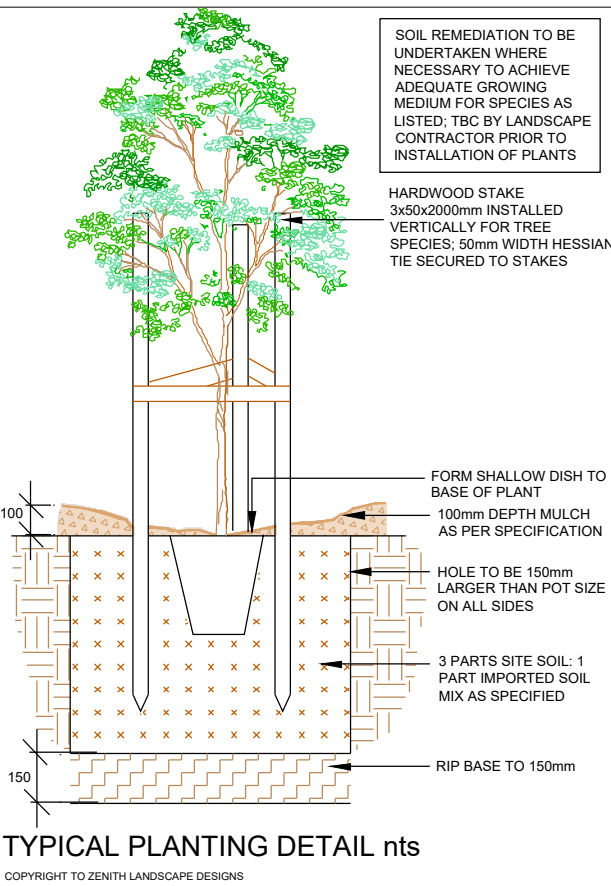 SOIL REMEDIATION TO BE
UNDERTAKEN WHERE
NECESSARY TO ACHIEVE
ADEQUATE GROWING
MEDIUM FOR SPECIES AS
LISTED; TBC BY LANDSCAPE
CONTRACTOR PRIOR TO
INSTALLATION OF PLANTS
HARDWOOD STAKE
3x50x2000mm INSTALLED
VERTICALLY FOR TREE
SPECIES; 50mm WIDTH HESSIAN
TIE SECURED TO STAKES
FORM SHALLOW DISH TO
BASE OF PLANT
100
100mm DEPTH MULCH
AS PER SPECIFICATION
HOLE TO BE 150mm
LARGER THAN POT SIZE
ON ALL SIDES
3 PARTS SITE SOIL: 1
PART IMPORTED SOIL
MIX AS SPECIFIED
150
RIP BASE TO 150mm
TYPICAL PLANTING DETAIL nts
COPYRIGHT TO ZENITH LANDSCAPE DESIGNS